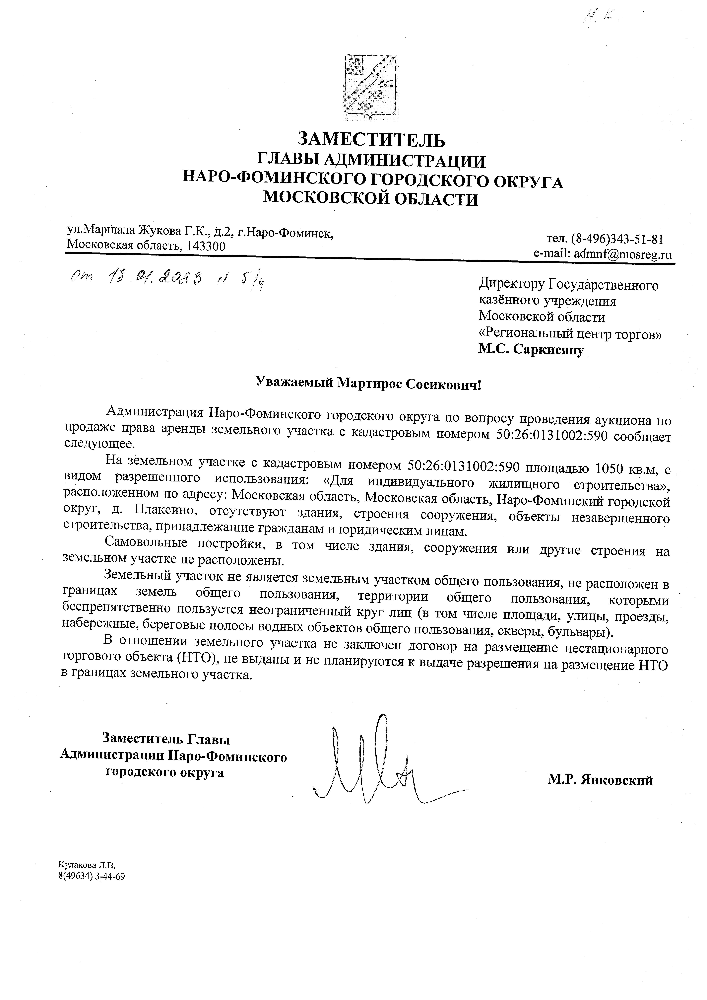 М. К.
ЗАМЕСТИТЕЛЬ
ГЛАВЫ АДМИНИСТРАЦИИ
НАРО-ФОМИНСКОГО ГОРОДСКОГО ОКРУГА
МОСКОВСКОЙ ОБЛАСТИ
ул.Маршала Жукова Г.К., д.2, г.Наро-Фоминск,
Московская область, 143300
тел. (8-496)343-51-81
e-mail: admnf@mosreg.ru
от 18.01.2023 N б/н
Директору Государственного
казённого учреждения
Московской области
«Региональный центр торгов»
М.С. Саркисяну
Уважаемый Мартирос Сосикович!
Администрация Наро-Фоминского городского округа по вопросу проведения аукциона по
продаже права аренды земельного участка с кадастровым номером 50:26:0131002:590 сообщает
следующее.
На земельном участке с кадастровым номером 50:26:0131002:590 площадью 1050 кв.м, с
видом разрешенного использования: «Для индивидуального жилищного строительства»,
расположенном по адресу: Московская область, Московская область, Наро-Фоминский городской
округ, д. Плаксино, отсутствуют здания, строения сооружения, объекты незавершенного
строительства, принадлежащие гражданам и юридическим лицам.
Самовольные постройки, в том числе здания, сооружения или другие строения на
земельном участке не расположены.
Земельный участок не является земельным участком общего пользования, не расположен в
границах земель общего пользования, территории общего пользования, которыми
беспрепятственно пользуется неограниченный круг лиц (в том числе площади, улицы, проезды,
набережные, береговые полосы водных объектов общего пользования, скверы, бульвары).
В отношении земельного участка не заключен договор на размещение нестационарного
торгового объекта (НТО), не выданы и не планируются к выдаче разрешения на размещение НТО
в границах земельного участка.
Заместитель Главы
Администрации Наро-Фоминского
городского округа
М.Р. Янковский
Кулакова Л.В.
8(49634) 3-44-69